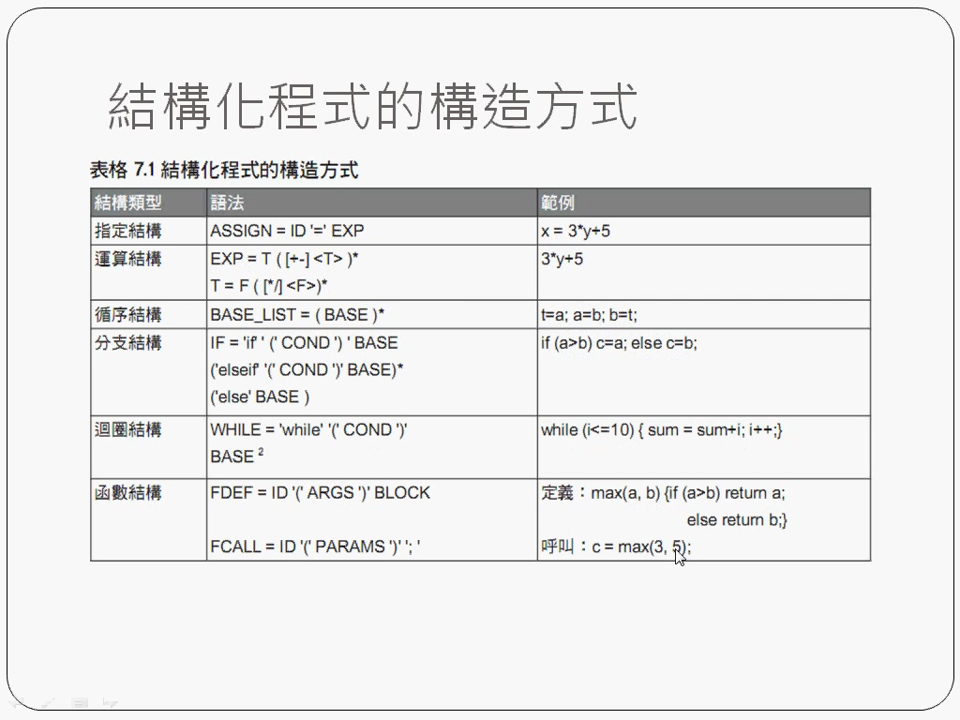 結構化程式的構造方式
表格 7.1 結構化程式的構造方式
結構類型 語法 範例
指定結構 ASSIGN = ID '=' EXP x = 3*y+5
運算結構 EXP = T ( [+-] <T> )* 3*y+5
T = F ( [*/] <F>)*
循序結構 BASE_LIST = ( BASE )* t=a; a=b; b=t;
分支結構 IF = 'if' ' (' COND ') ' BASE if (a>b) c=a; else c=b;
('elseif' '(' COND ')' BASE)*
('else' BASE )
迴圈結構 WHILE = 'while' '(' COND ')' while (i<=10) { sum = sum+i; i++;}
BASE ²
函數結構 FDEF = ID '(' ARGS ')' BLOCK 定義：max(a, b) {if (a>b) return a;
else return b;}
FCALL = ID '(' PARAMS ')' '; ' 呼叫：c = max(3, 5);